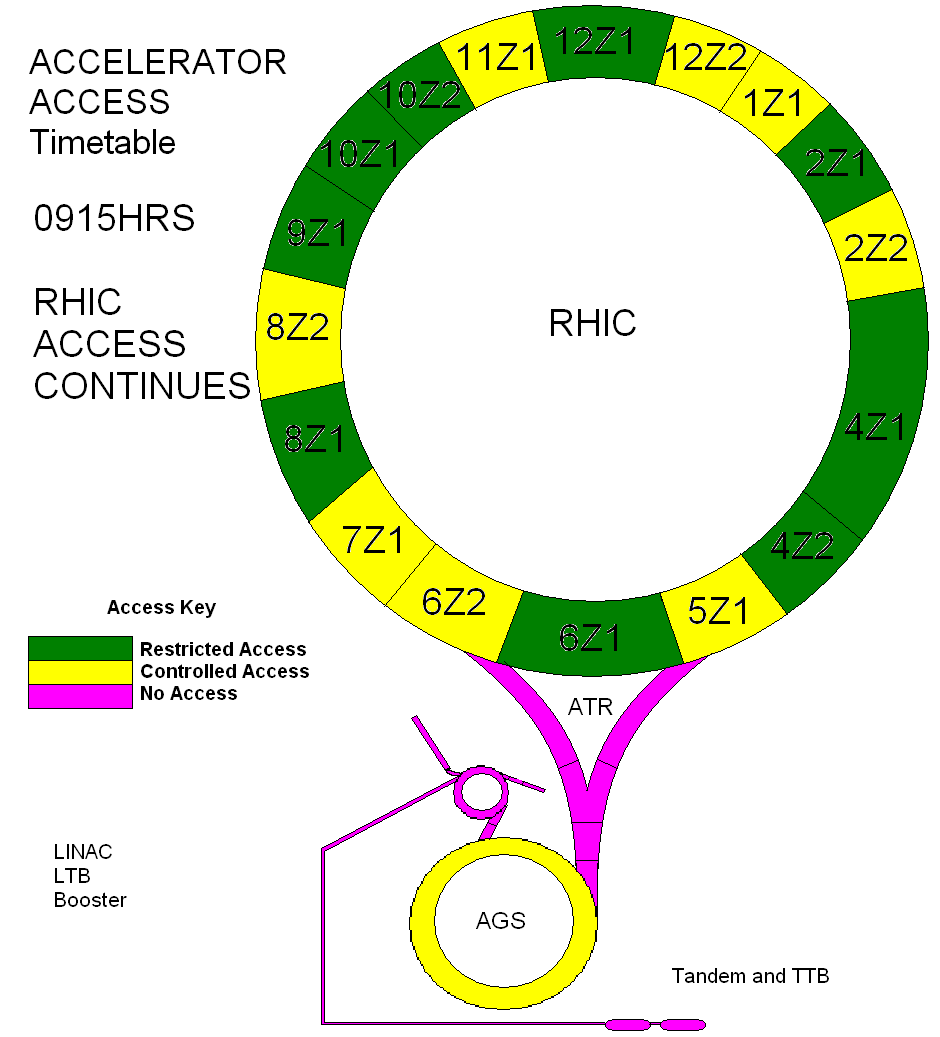 ACCELERATOR
ACCESS
Timetable
0915HRS
RHIC
ACCESS
CONTINUES
11Z1
12Z1
12Z2
1Z1
10Z2
10Z1
2Z1
9Z1
2Z2
8Z2
RHIC
8Z1
4Z1
7Z1
4Z2
6Z2
6Z1
5Z1
Access Key
Restricted Access
Controlled Access
No Access
ATR
LINAC
LTB
Booster
AGS
Tandem and TTB